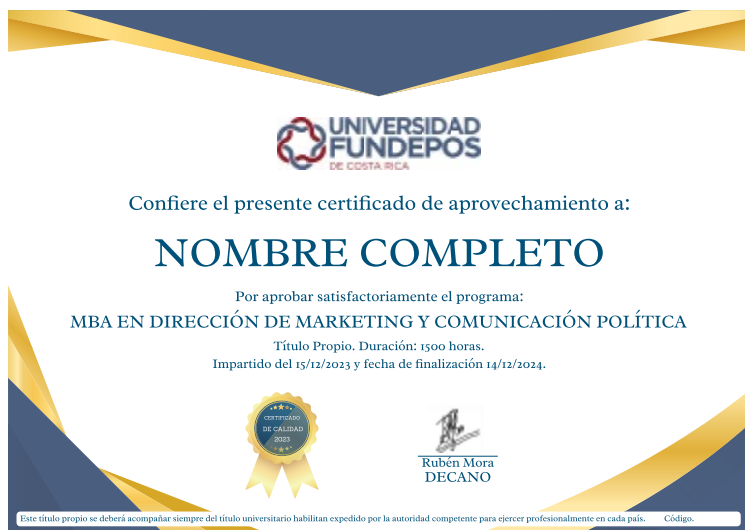 UNIVERSIDAD
FUNDEPOS
DE COSTA RICA
Confiere el presente certificado de aprovechamiento a:
NOMBRE COMPLETO
Por aprobar satisfactoriamente el programa:
MBA EN DIRECCIÓN DE MARKETING Y COMUNICACIÓN POLÍTICA
Título Propio. Duración: 1500 horas.
Impartido del 15/12/2023 y fecha de finalización 14/12/2024.
CERTIFICADO
DE CALIDAD
2023
Rubén Mora
DECANO
Este título propio se deberá acompañar siempre del título universitario habilitan expedido por la autoridad competente para ejercer profesionalmente en cada país. Código.